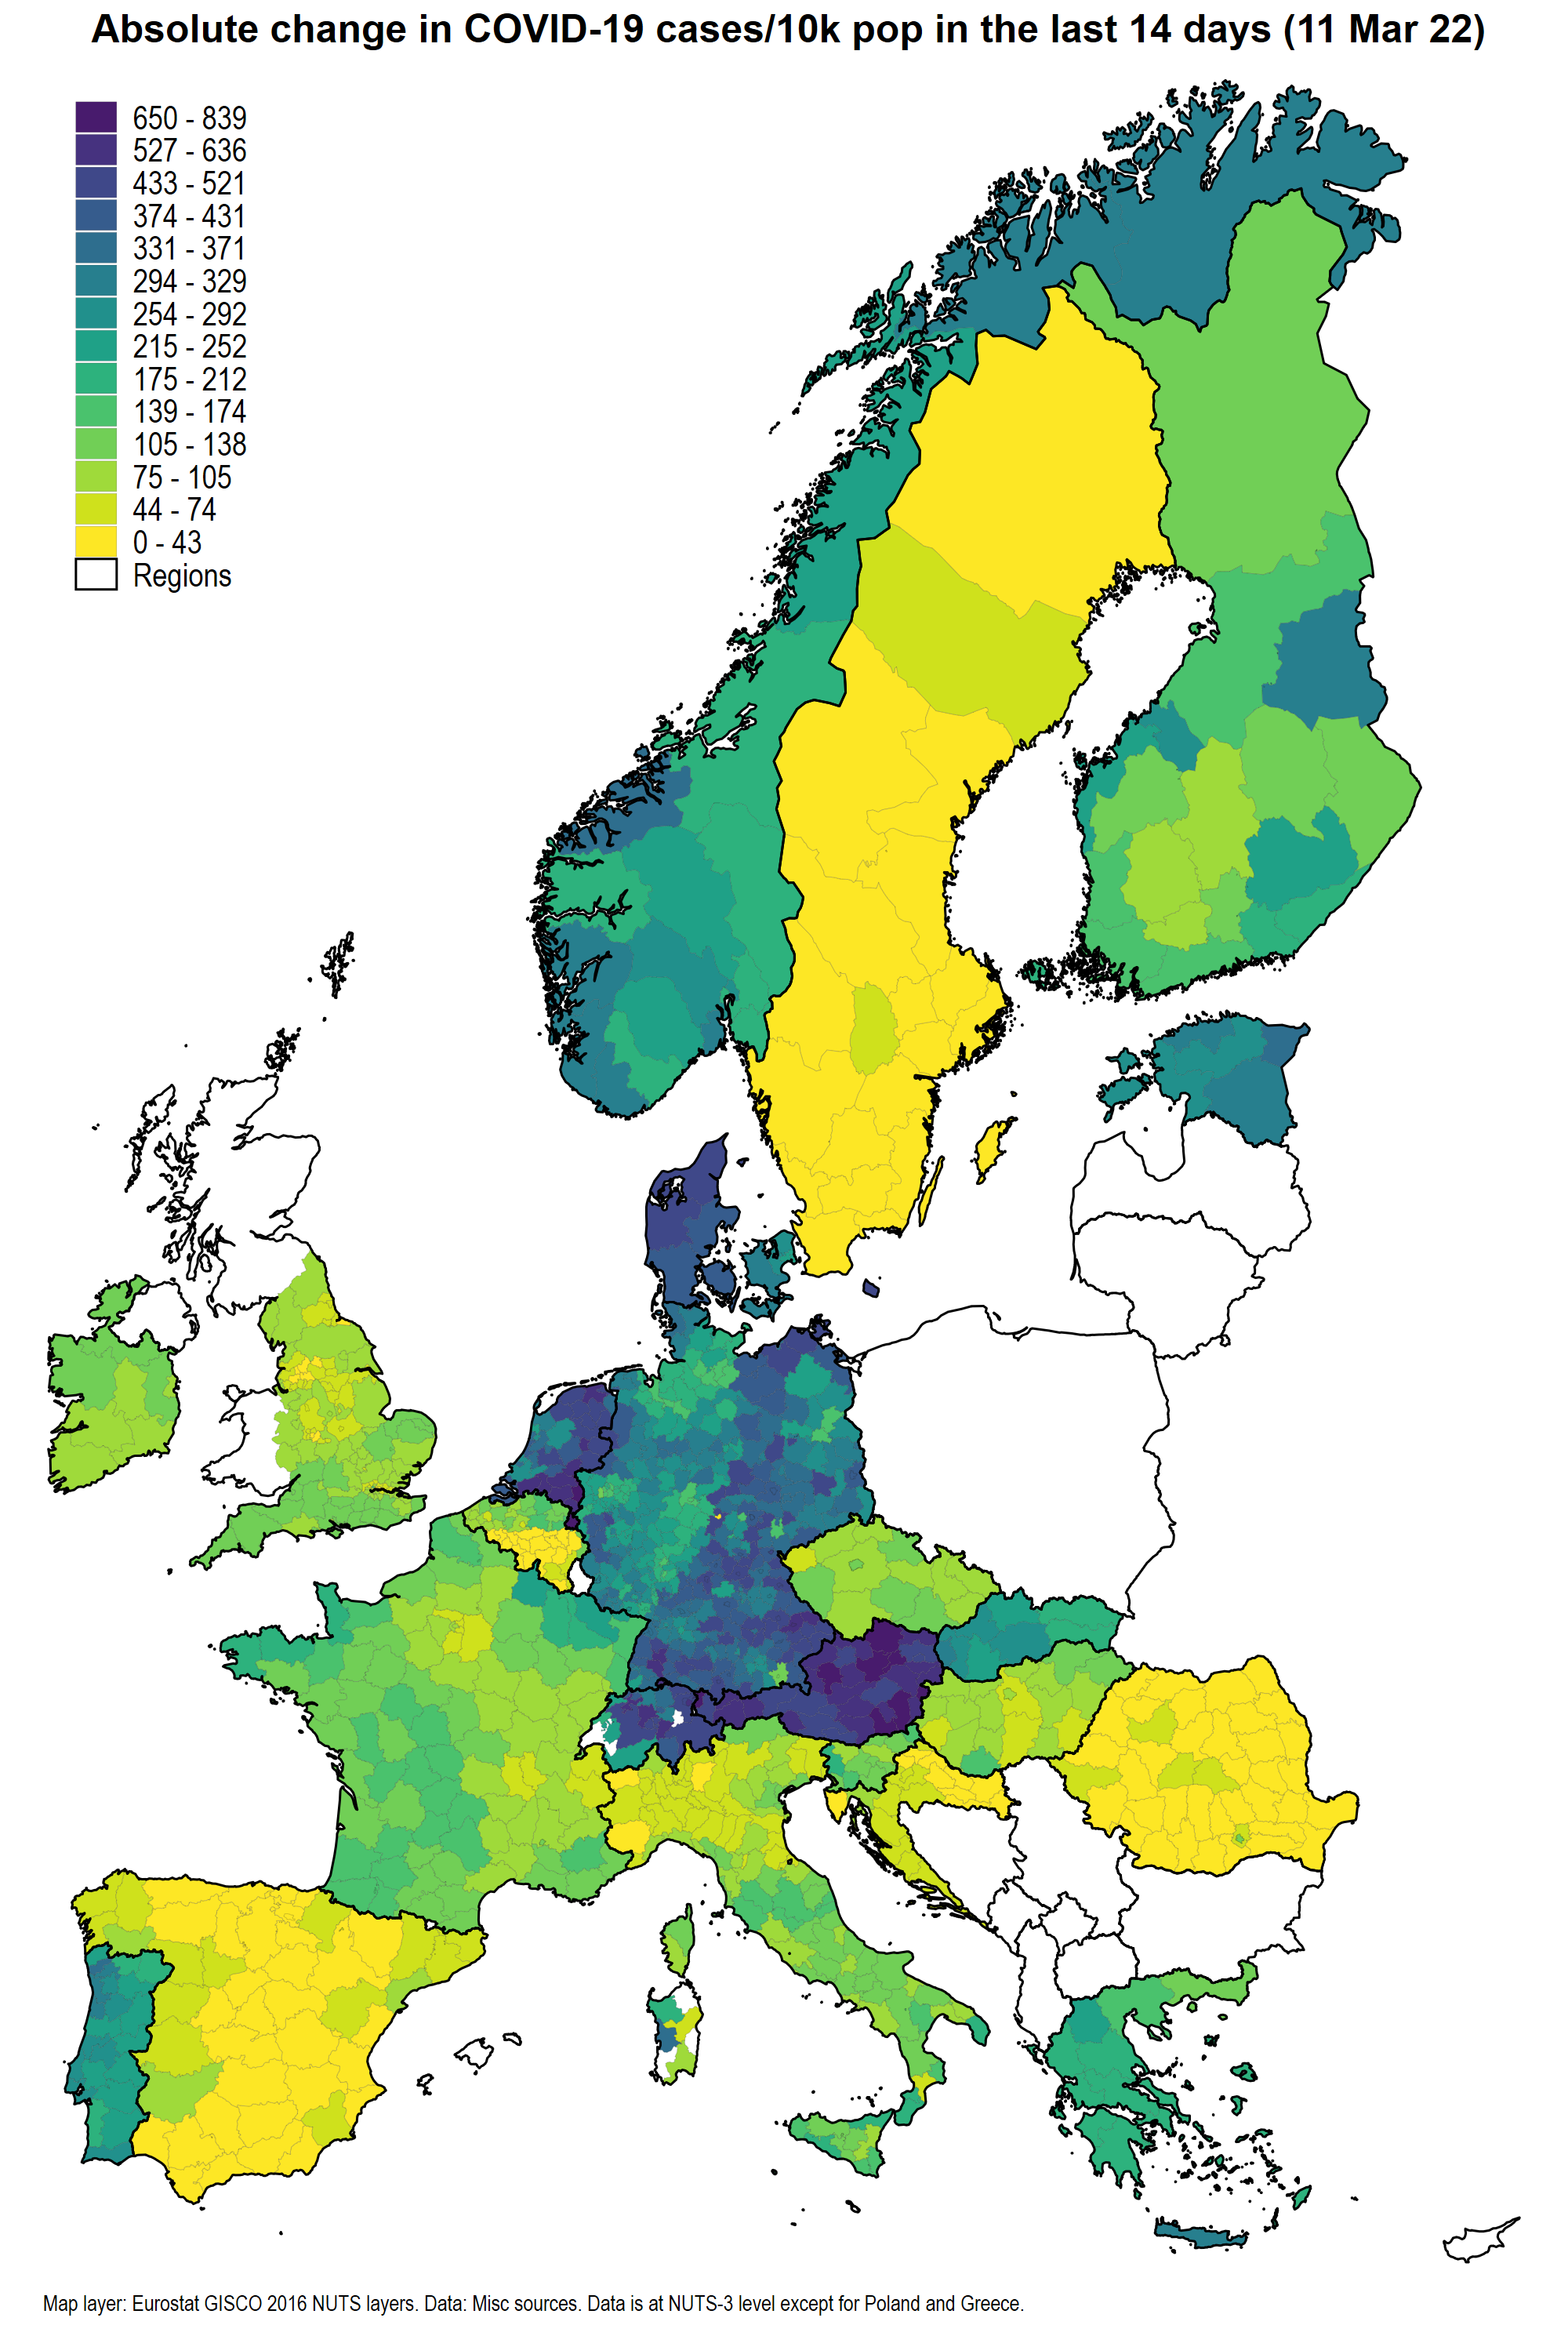 Absolute change in COVID-19 cases/10k pop in the last 14 days (11 Mar 22)
650 - 839
527 - 636
433 - 521
374 - 431
331 - 371
294 - 329
254 - 292
215 - 252
175 - 212
139 - 174
105 - 138
75 - 105
44 - 74
0 - 43
Regions
Map layer: Eurostat GISCO 2016 NUTS layers. Data: Misc sources. Data is at NUTS-3 level except for Poland and Greece.